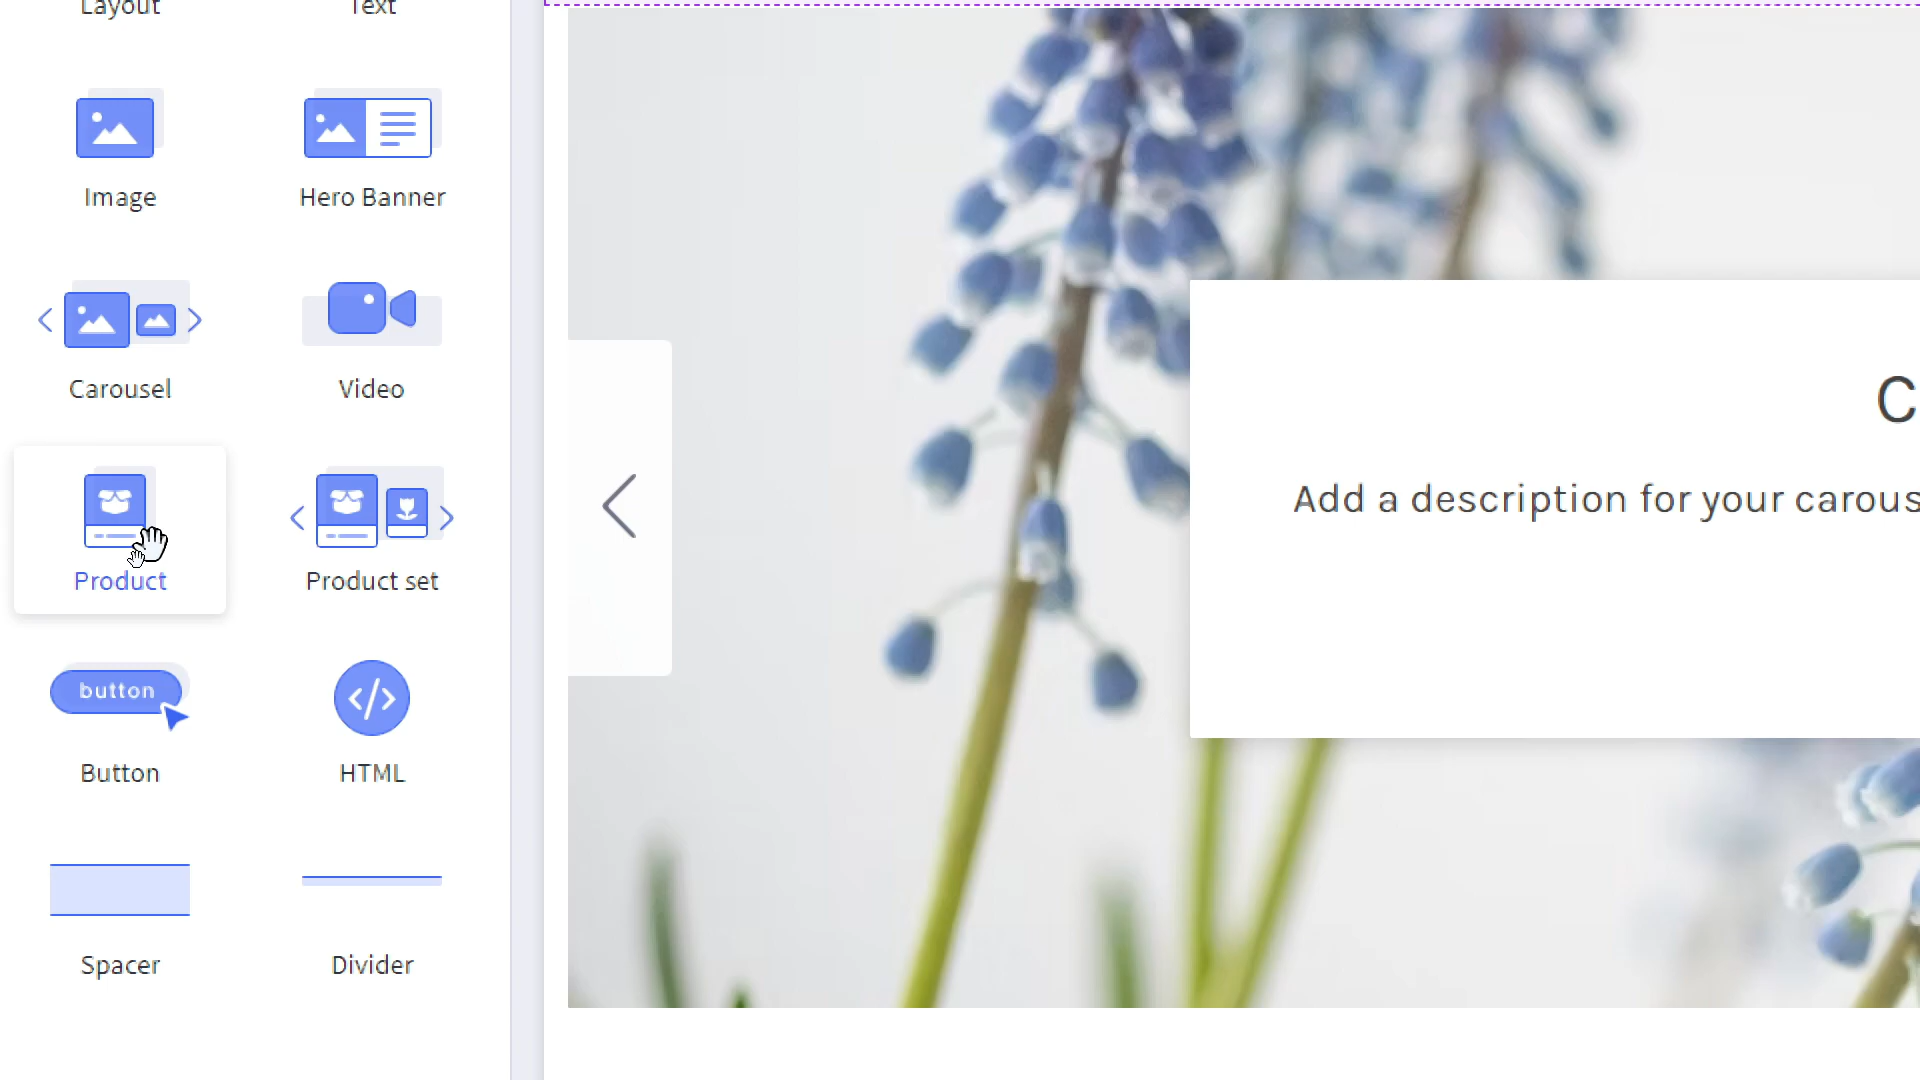 Layout Text
Image Hero Banner
Carousel Video
Product Product set
button
Button HTML
Spacer Divider
C
Add a description for your carous